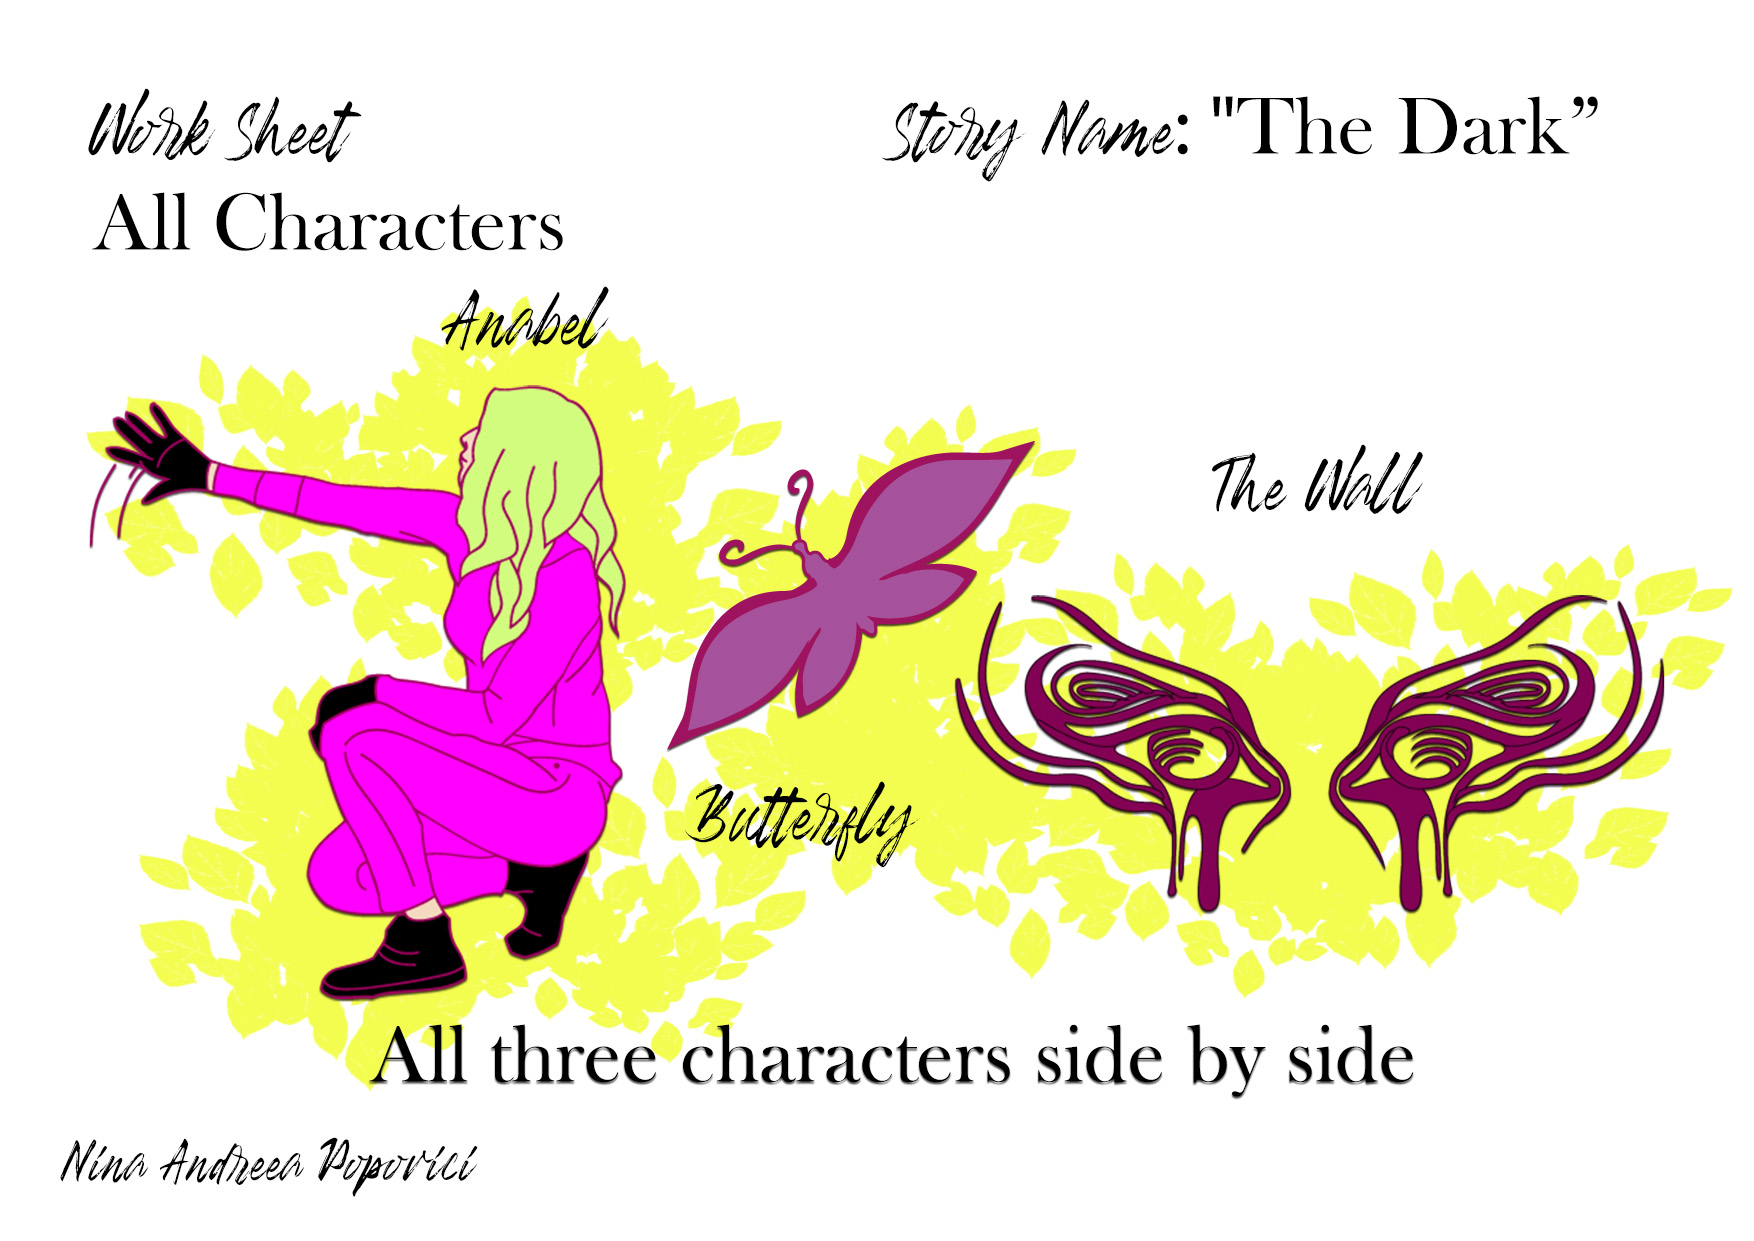 Work Sheet
Story Name: "The Dark”
All Characters
Anabel
The Wall
Butterfly
All three characters side by side
Nina Andreea Popovici